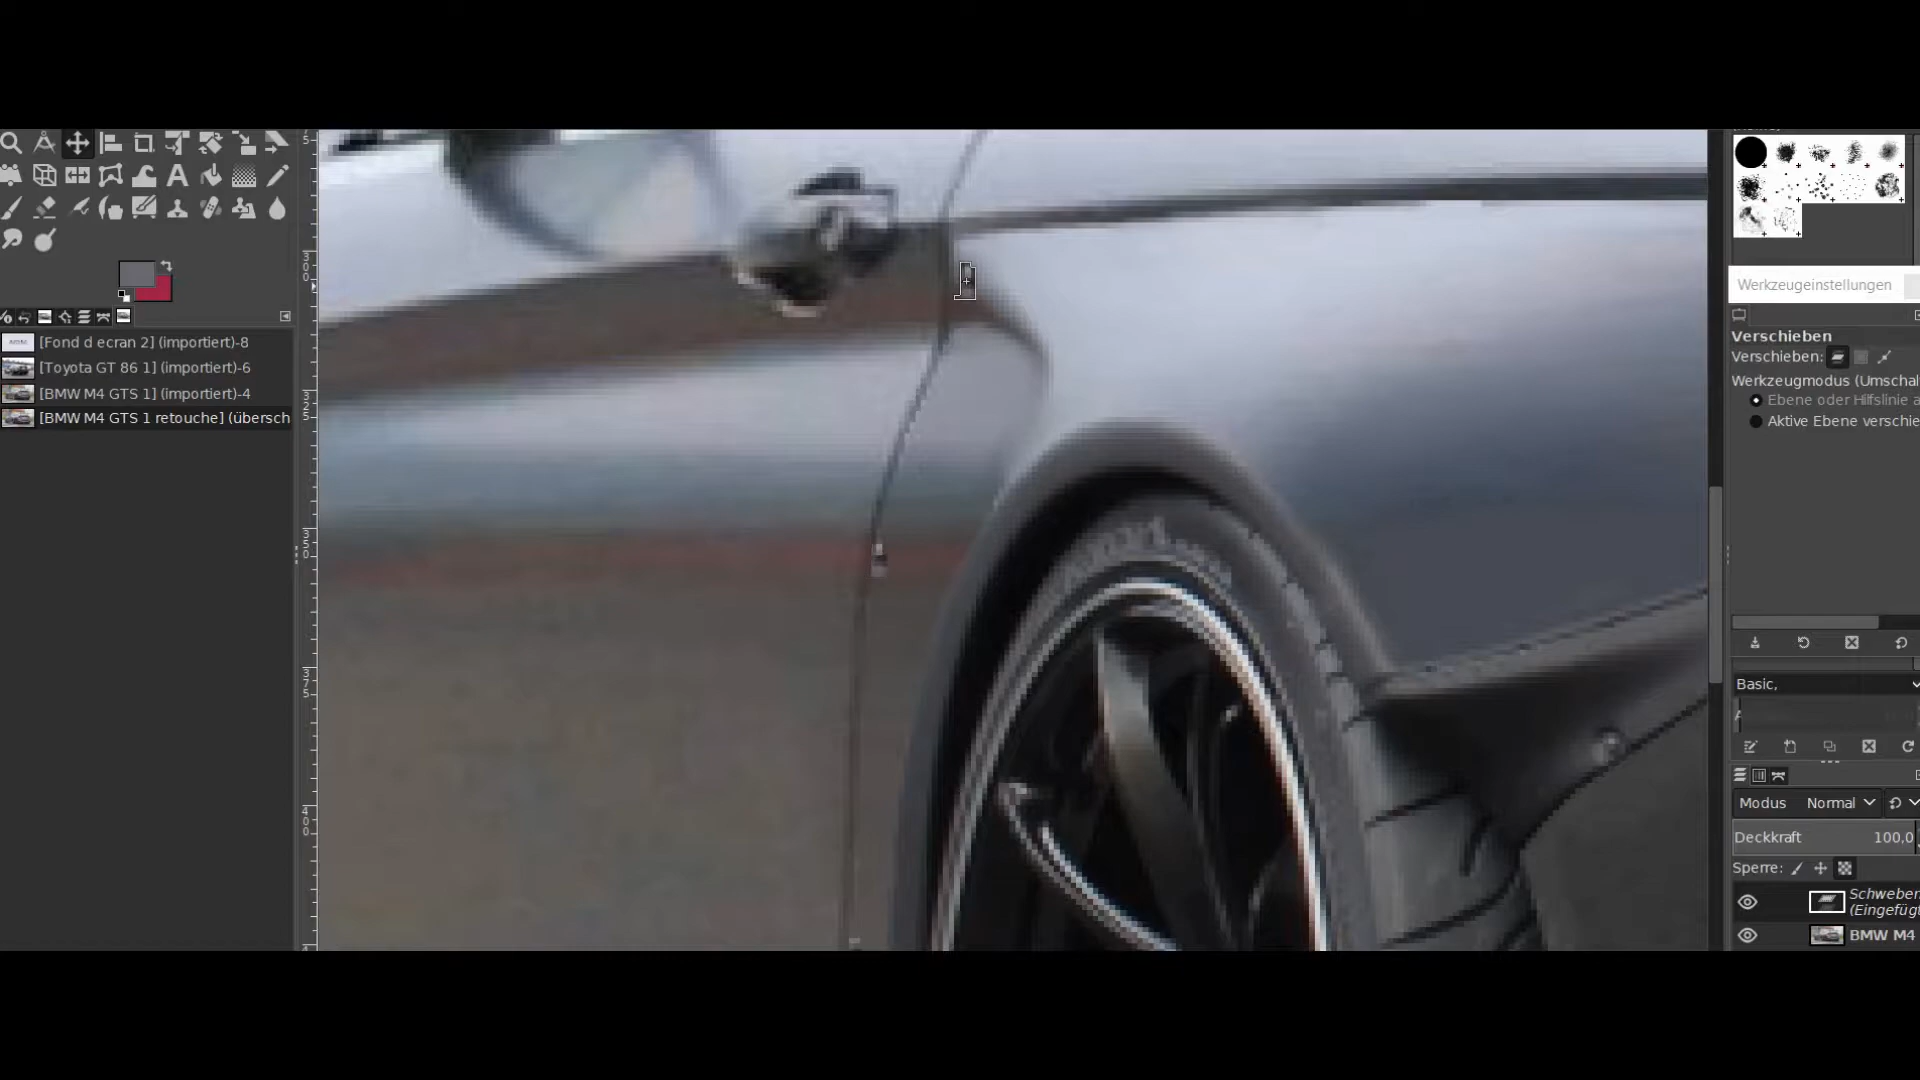 [Fond d ecran 2] (importiert)-8
[Toyota GT 86 1] (importiert)-6
[BMW M4 GTS 1] (importiert)-4
[BMW M4 GTS 1 retouche] (übersch
Werkzeugeinstellungen
Verschieben
Verschieben:
Werkzeugmodus (Umschal
Ebene oder Hilfslinie a
Aktive Ebene verschie
Basic,
Modus Normal
Deckkraft 100,0
Sperre:
Schweben
(Eingefügt
BMW M4